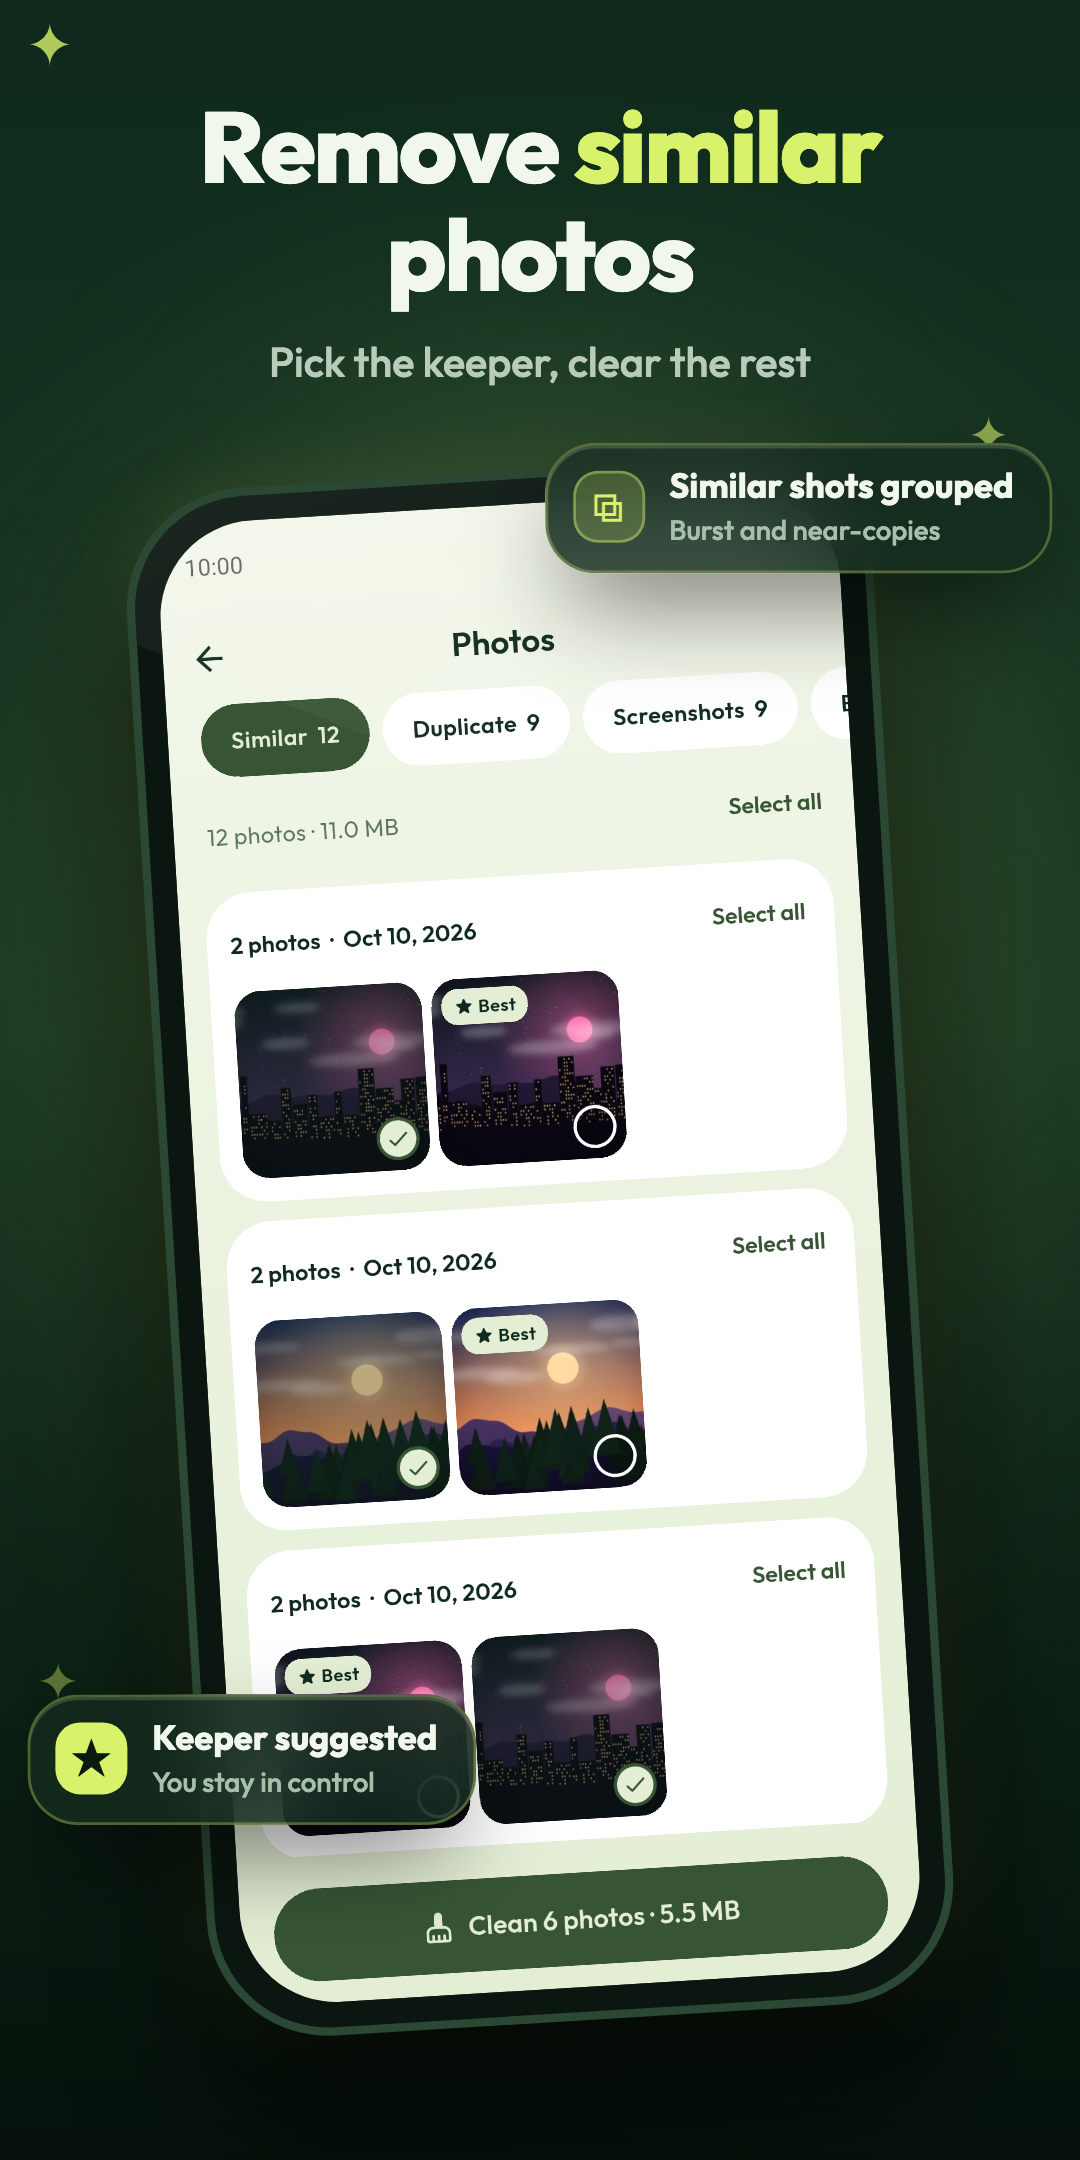 Remove similar
photos
Pick the keeper, clear the rest
Similar shots grouped
Burst and near-copies
10:00
Photos
Similar 12
Duplicate 9
Screenshots 9
12 photos · 11.0 MB
Select all
2 photos · Oct 10, 2026
Select all
Best
2 photos · Oct 10, 2026
Select all
Best
2 photos · Oct 10, 2026
Select all
Best
Keeper suggested
You stay in control
Clean 6 photos · 5.5 MB